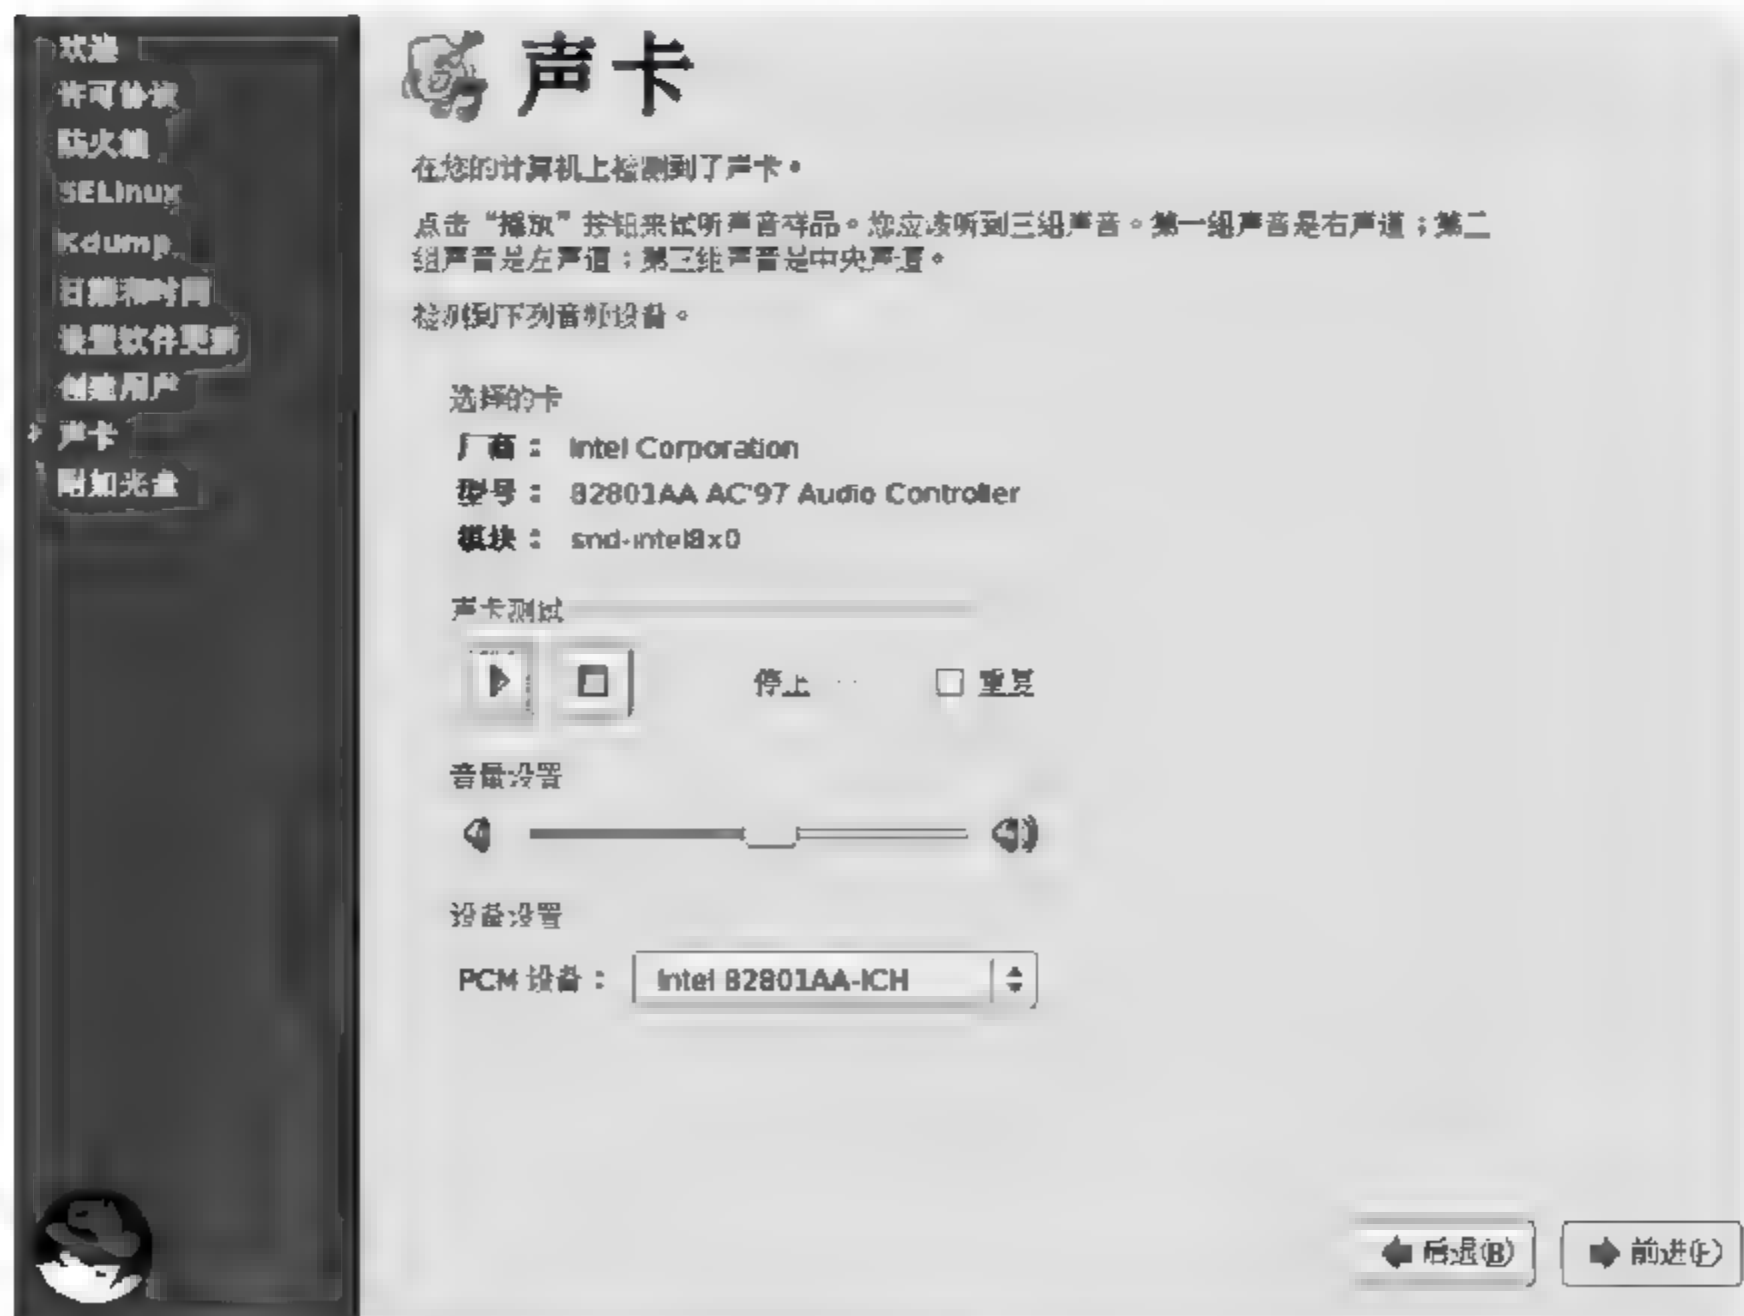 欢迎
许可协议
防火墙
SELinux
Kdump
日期和时间
设置软件更新
创建用户
声卡
附加光盘
声卡
在您的计算机上检测到了声卡。
点击“播放”按钮来试听声音样品。您应该听到三组声音。第一组声音是右声道；第二
组声音是左声道；第三组声音是中央声道。
检测到下列音频设备。
选择的卡
厂商： Intel Corporation
型号： 82801AA AC'97 Audio Controller
模块： snd-intel8x0
声卡测试
停止 重复
音量设置
设备设置
PCM 设备： Intel 82801AA-ICH
后退(B) 前进(F)